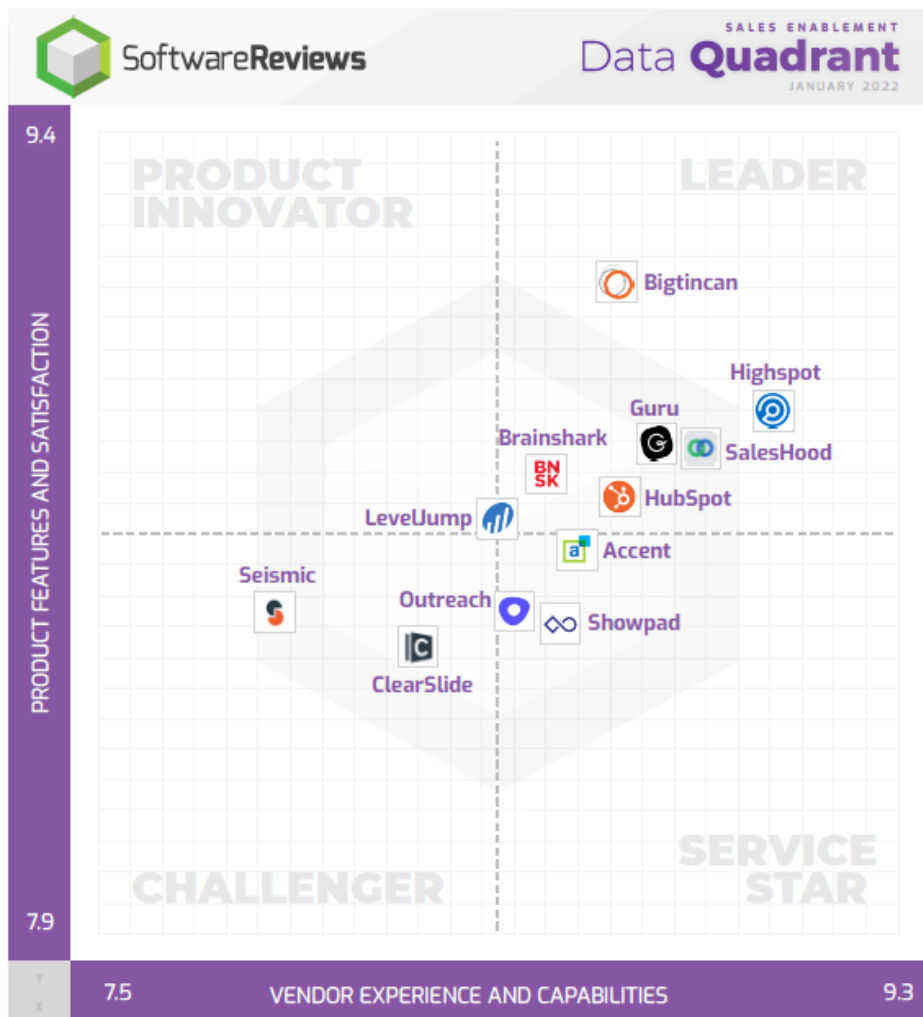 SoftwareReviews
SALES ENABLEMENT
Data Quadrant
JANUARY 2022
9.4
PRODUCT FEATURES AND SATISFACTION
7.9
PRODUCT
INNOVATOR
LEADER
Bigtincan
Highspot
Guru
SalesHood
Brainshark
BN
SK
HubSpot
LevelJump
a
Accent
Seismic
Outreach
Showpad
C
ClearSlide
CHALLENGER
SERVICE
STAR
Y
X
7.5
VENDOR EXPERIENCE AND CAPABILITIES
9.3